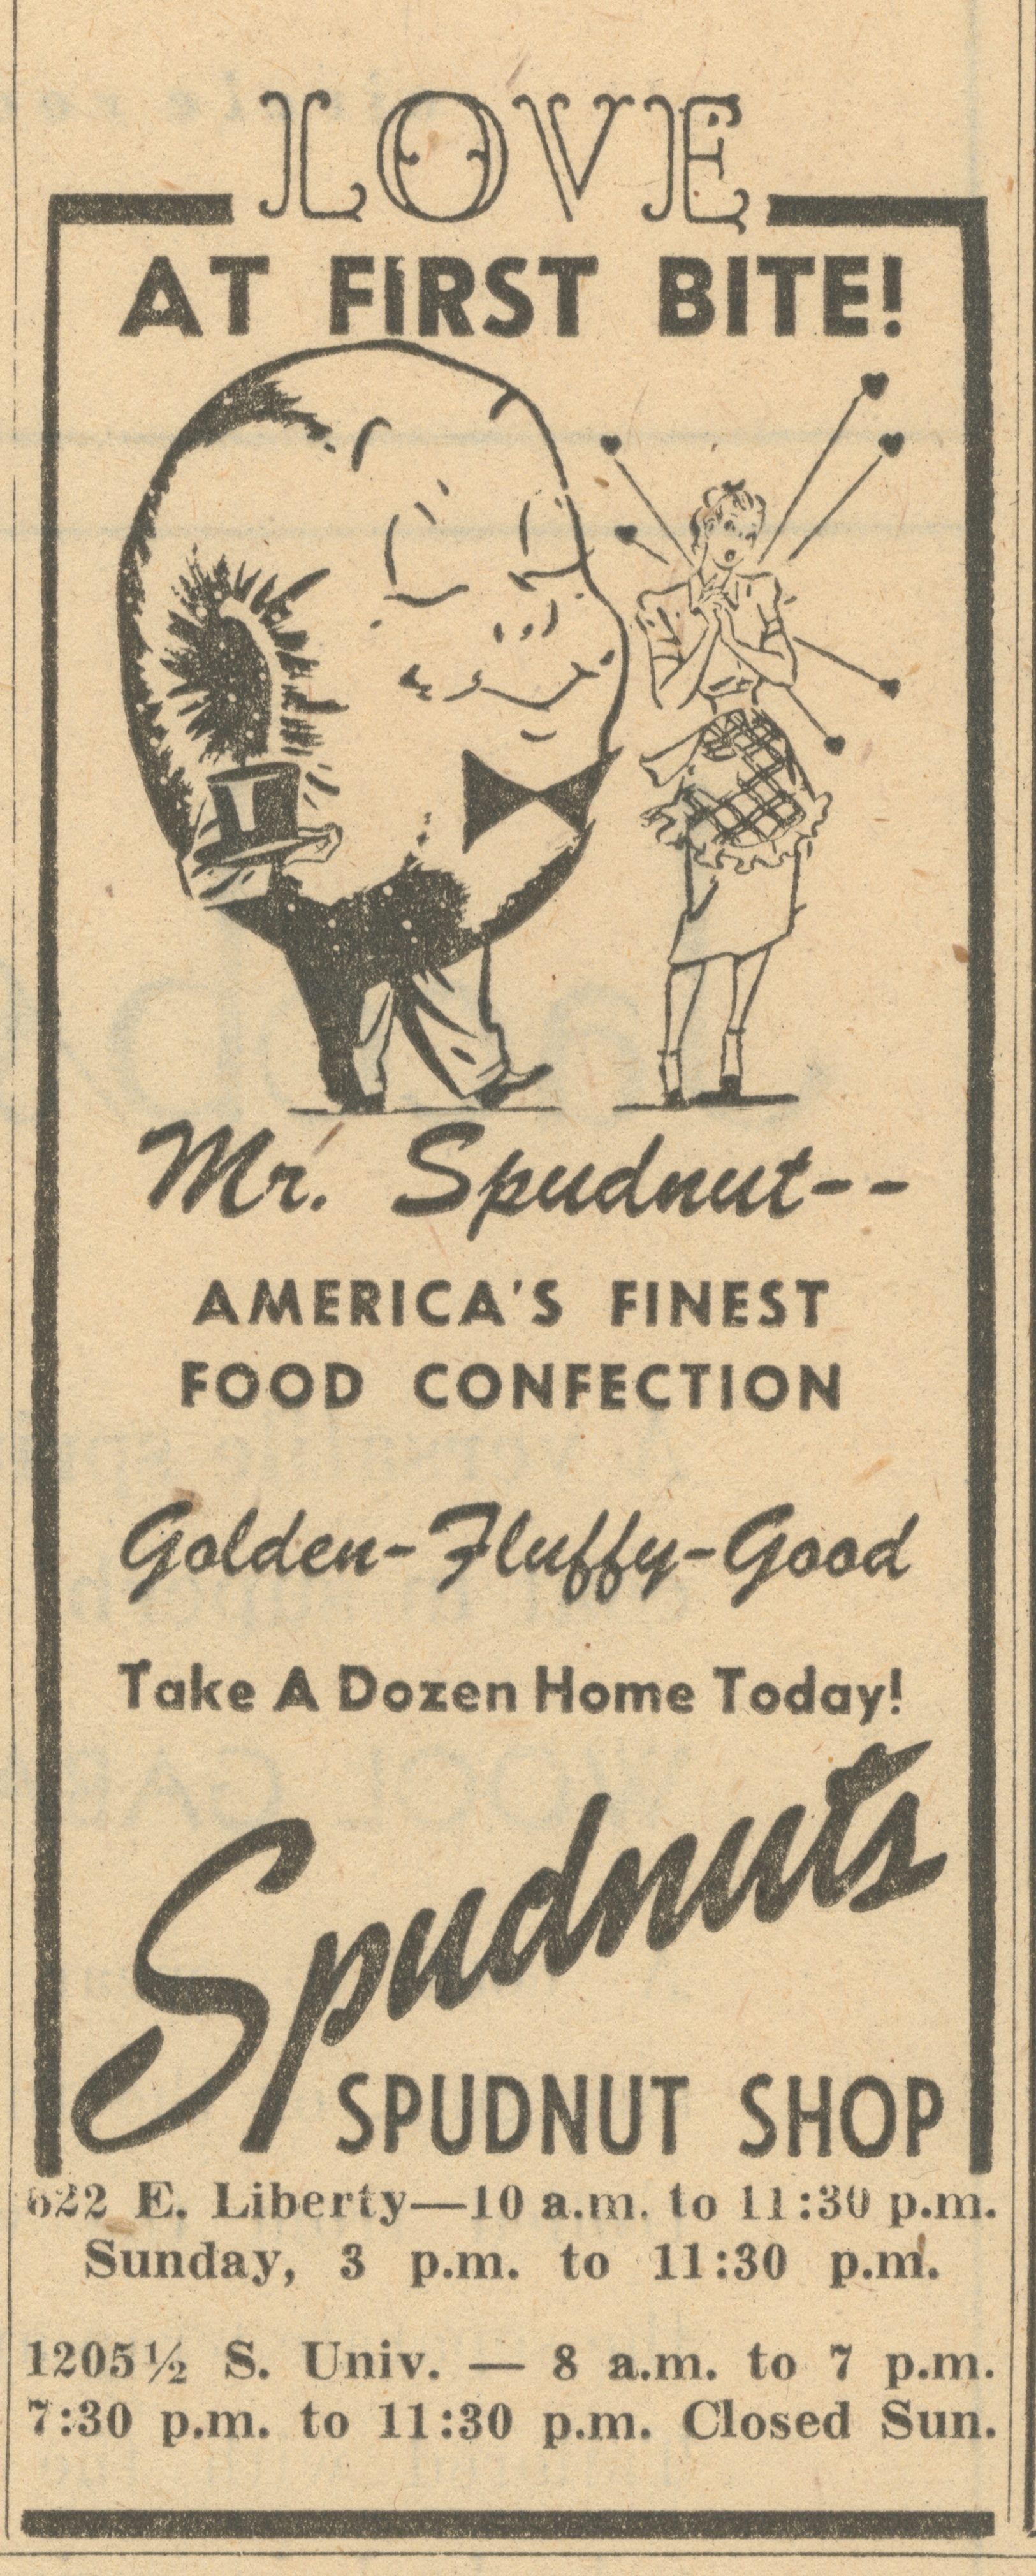 LOVE
AT FIRST BITE!
Mr. Spudnut--
AMERICA'S FINEST
FOOD CONFECTION
Golden-Fluffy-Good
Take A Dozen Home Today!
Spudnuts
SPUDNUT SHOP
622 E. Liberty—10 a.m. to 11:30 p.m.
Sunday, 3 p.m. to 11:30 p.m.
1205½ S. Univ. — 8 a.m. to 7 p.m.
7:30 p.m. to 11:30 p.m. Closed Sun.